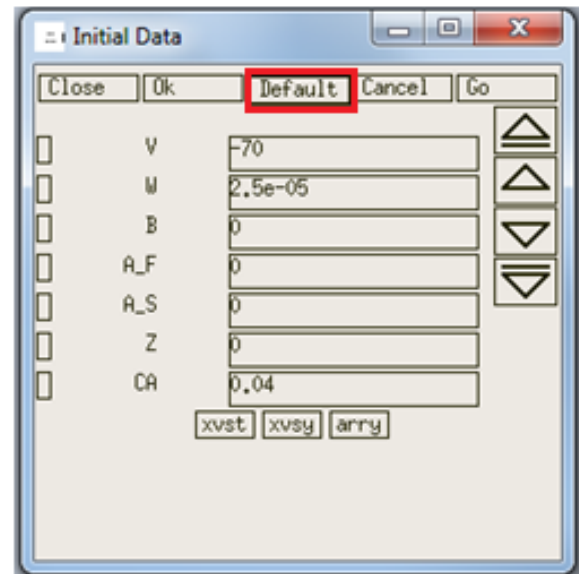 Initial Data
Close Ok Default Cancel Go
V -70
W 2.5e-05
B 0
A_F 0
A_S 0
Z 0
CA 0.04
xvst xvsy arry